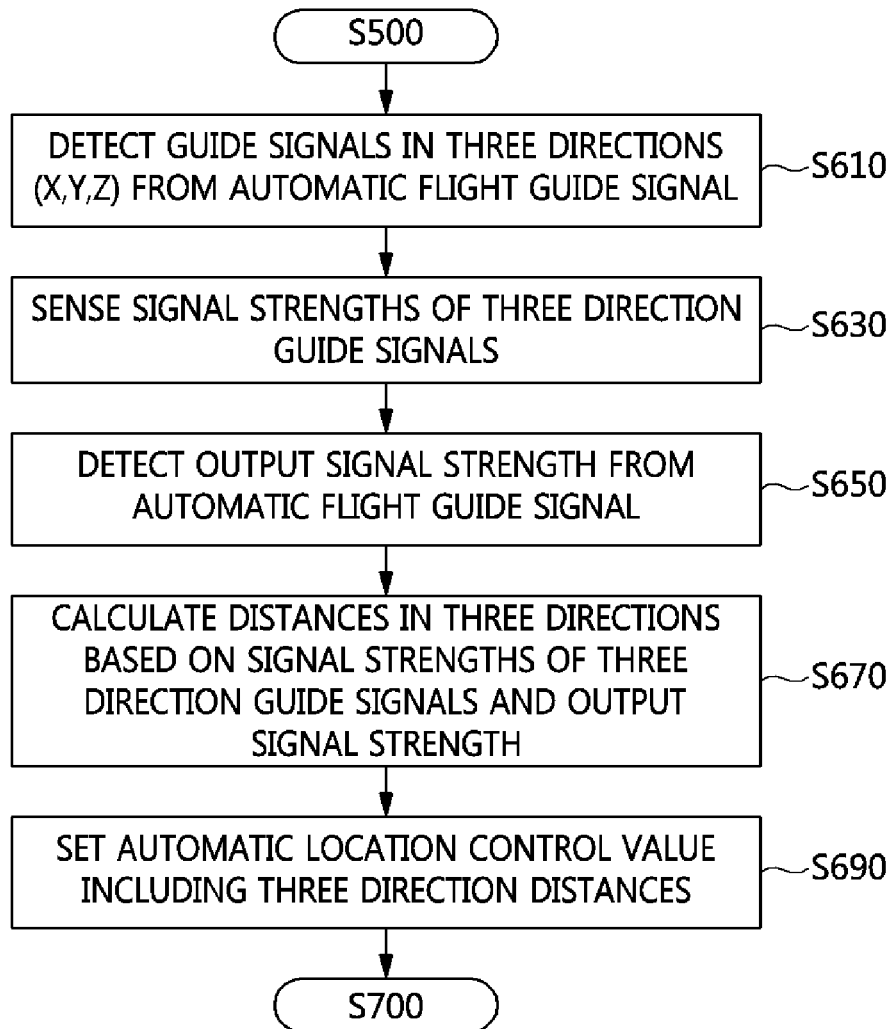 S500
DETECT GUIDE SIGNALS IN THREE DIRECTIONS
(X,Y,Z) FROM AUTOMATIC FLIGHT GUIDE SIGNAL
S610
SENSE SIGNAL STRENGTHS OF THREE DIRECTION
GUIDE SIGNALS
S630
DETECT OUTPUT SIGNAL STRENGTH FROM
AUTOMATIC FLIGHT GUIDE SIGNAL
S650
CALCULATE DISTANCES IN THREE DIRECTIONS
BASED ON SIGNAL STRENGTHS OF THREE
DIRECTION GUIDE SIGNALS AND OUTPUT
SIGNAL STRENGTH
S670
SET AUTOMATIC LOCATION CONTROL VALUE
INCLUDING THREE DIRECTION DISTANCES
S690
S700